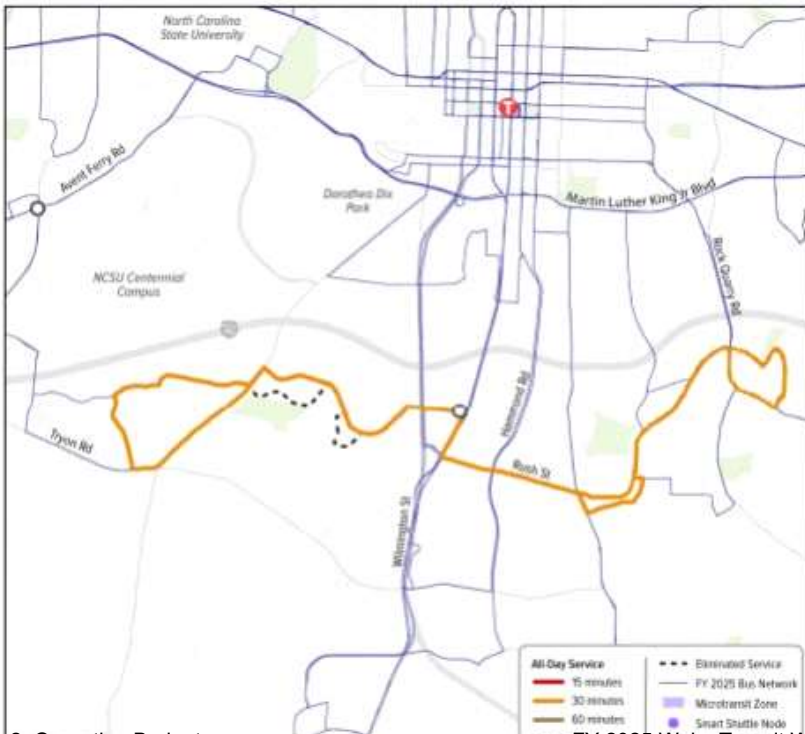 North Carolina
State University
Avent Ferry Rd
Dorothea Dix
Park
Martin Luther King Jr Blvd
NCSU Centennial
Campus
Rock Quarry Rd
Hammond Rd
Tryon Rd
Rush St
Wilmington St
All-Day Service
15 minutes
30 minutes
60 minutes
Eliminated Service
FY 2025 Bus Network
Microtransit Zone
Smart Shuttle Node